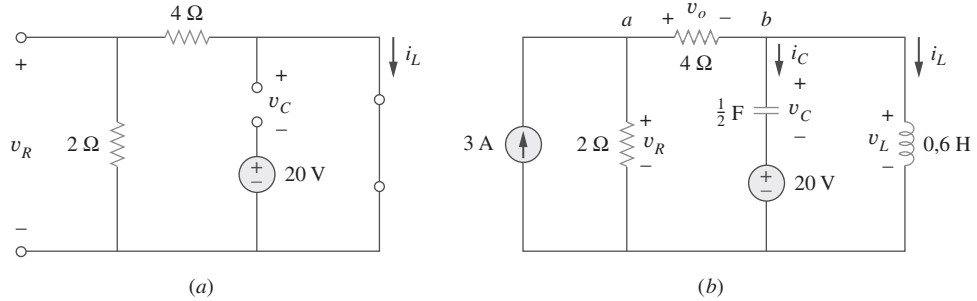 4 Ω
+
v_R
−
2 Ω
+
v_C
−
+
−
20 V
i_L
(a)
a
+ v_o −
b
4 Ω
i_C
i_L
3 A
2 Ω
+
v_R
−
½ F
+
v_C
−
+
−
20 V
+
v_L
−
0,6 H
(b)